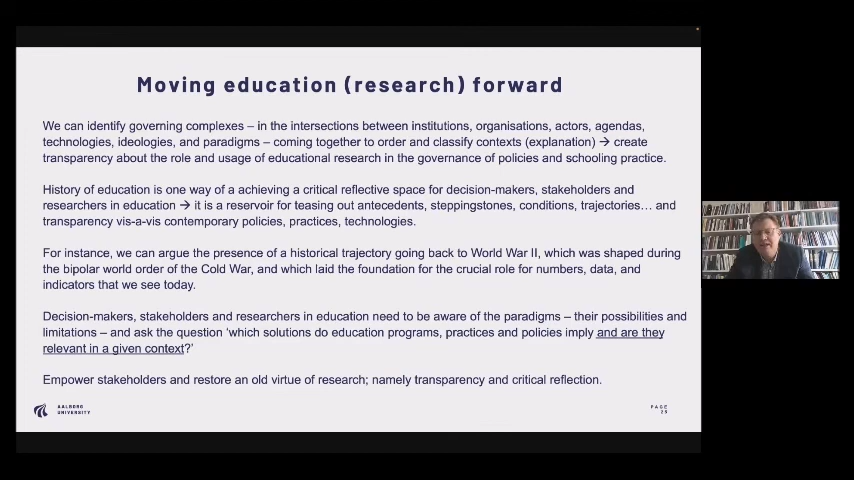 Moving education (research) forward
We can identify governing complexes – in the intersections between institutions, organisations, actors, agendas,
technologies, ideologies, and paradigms – coming together to order and classify contexts (explanation) → create
transparency about the role and usage of educational research in the governance of policies and schooling practice.
History of education is one way of a achieving a critical reflective space for decision-makers, stakeholders and
researchers in education → it is a reservoir for teasing out antecedents, steppingstones, conditions, trajectories… and
transparency vis-a-vis contemporary policies, practices, technologies.
For instance, we can argue the presence of a historical trajectory going back to World War II, which was shaped during
the bipolar world order of the Cold War, and which laid the foundation for the crucial role for numbers, data, and
indicators that we see today.
Decision-makers, stakeholders and researchers in education need to be aware of the paradigms – their possibilities and
limitations – and ask the question ‘which solutions do education programs, practices and policies imply and are they
relevant in a given context?’
Empower stakeholders and restore an old virtue of research; namely transparency and critical reflection.
AALBORG
UNIVERSITY
PAGE